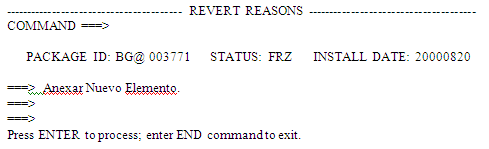 ---------------------------------------- REVERT REASONS ----------------------------------------
COMMAND ===>
PACKAGE ID: BG@ 003771 STATUS: FRZ INSTALL DATE: 20000820
===> Anexar Nuevo Elemento.
===>
===>
Press ENTER to process; enter END command to exit.